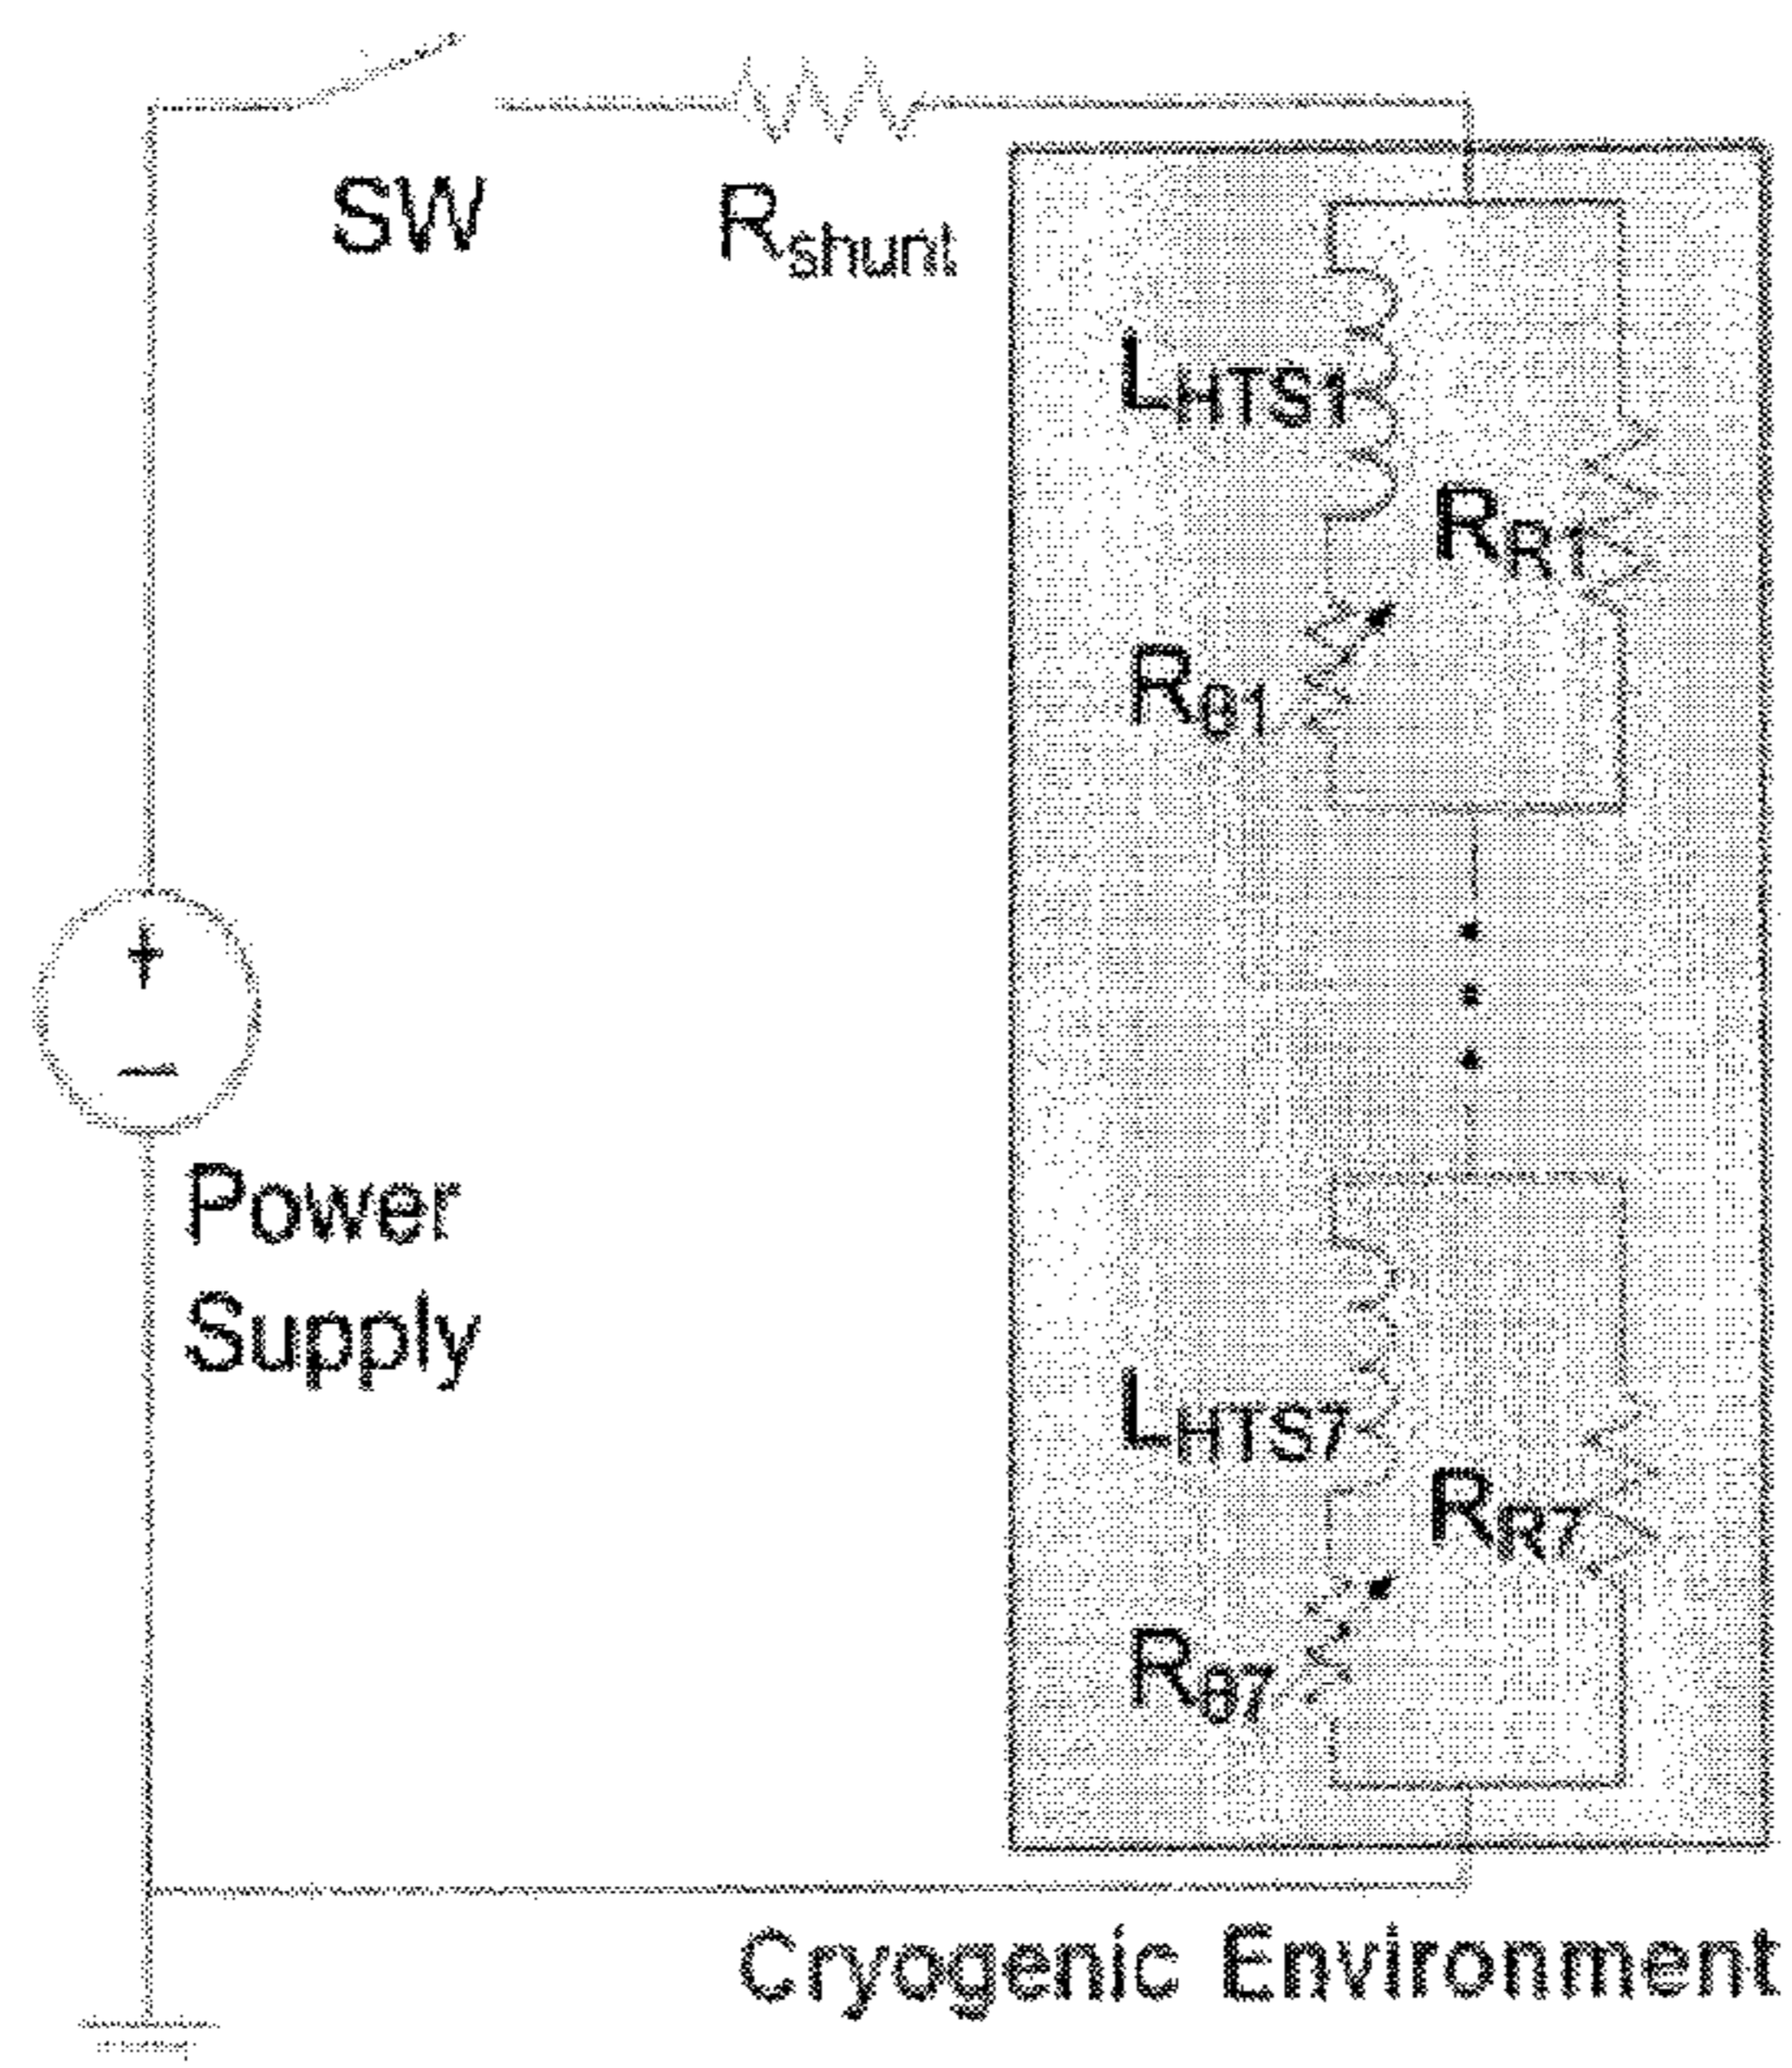 SW
Rshunt
LHTS1
RR1
Rθ1
+
−
Power
Supply
LHTS7
RR7
Rθ7
Cryogenic Environment